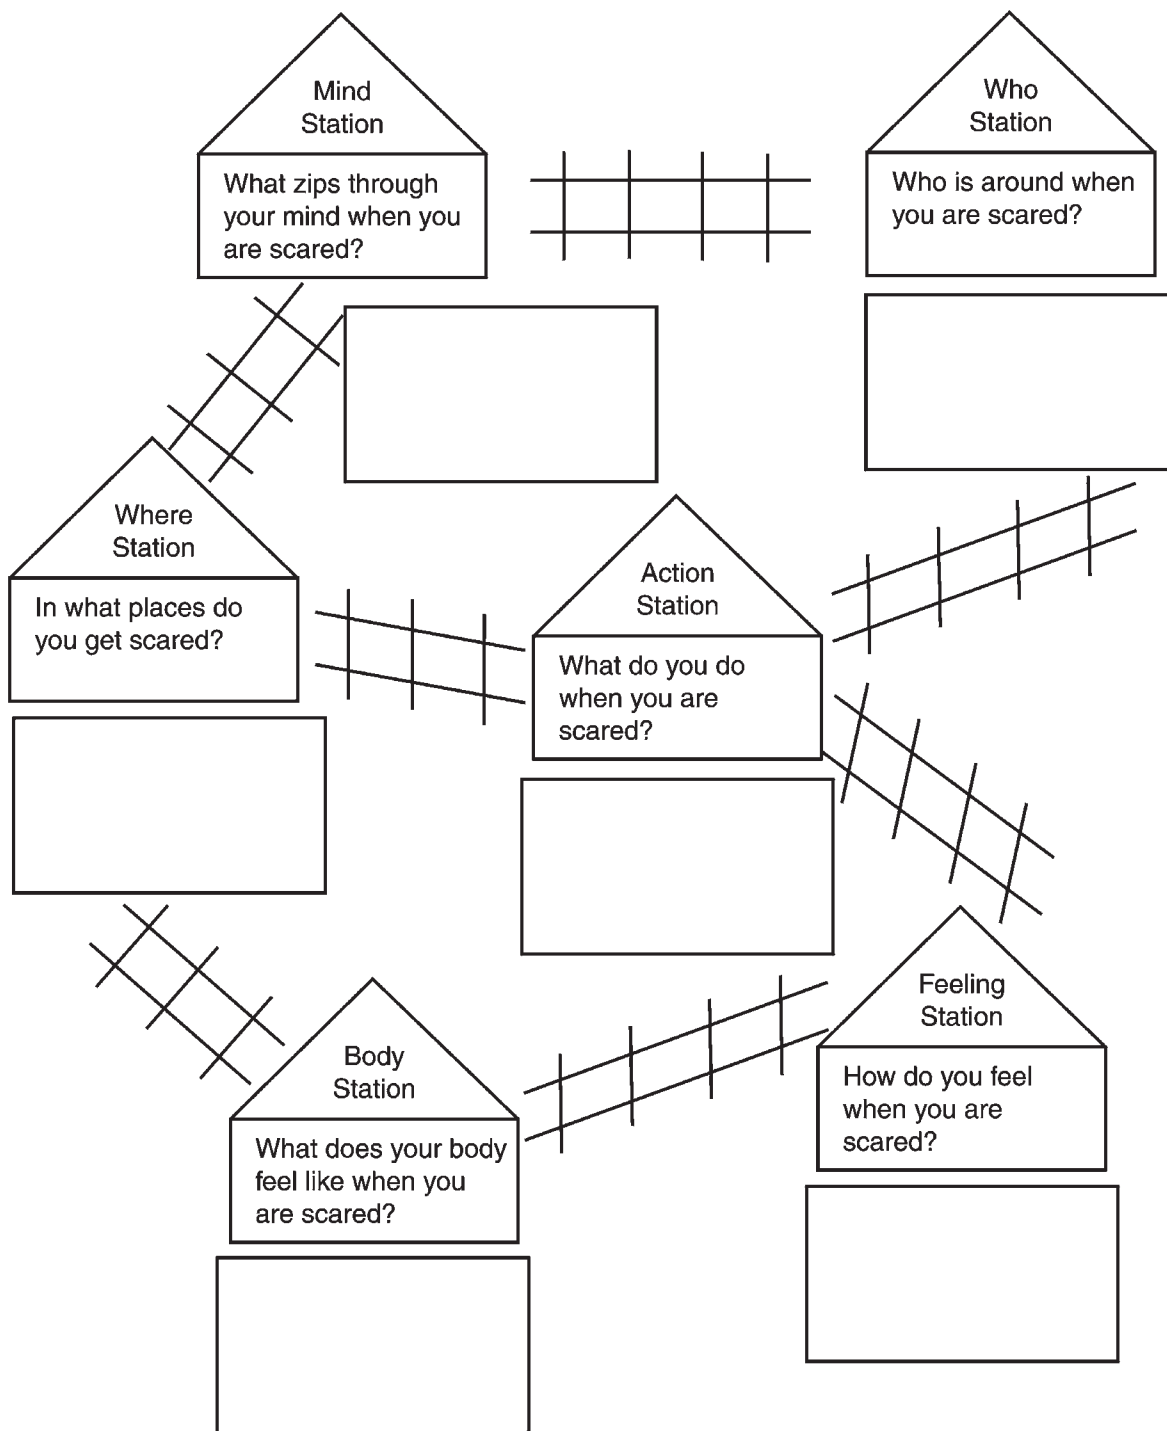 Mind
Station
What zips through
your mind when you
are scared?
Who
Station
Who is around when
you are scared?
Where
Station
In what places do
you get scared?
Action
Station
What do you do
when you are
scared?
Body
Station
What does your body
feel like when you
are scared?
Feeling
Station
How do you feel
when you are
scared?